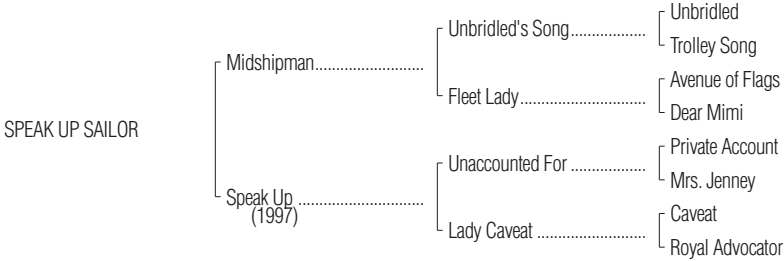 Unbridled
Unbridled's Song..................
Trolley Song
Midshipman..........................
Avenue of Flags
Fleet Lady..............................
Dear Mimi
SPEAK UP SAILOR
Private Account
Unaccounted For ..................
Mrs. Jenney
Speak Up ..............................
(1997)
Caveat
Lady Caveat ..........................
Royal Advocator